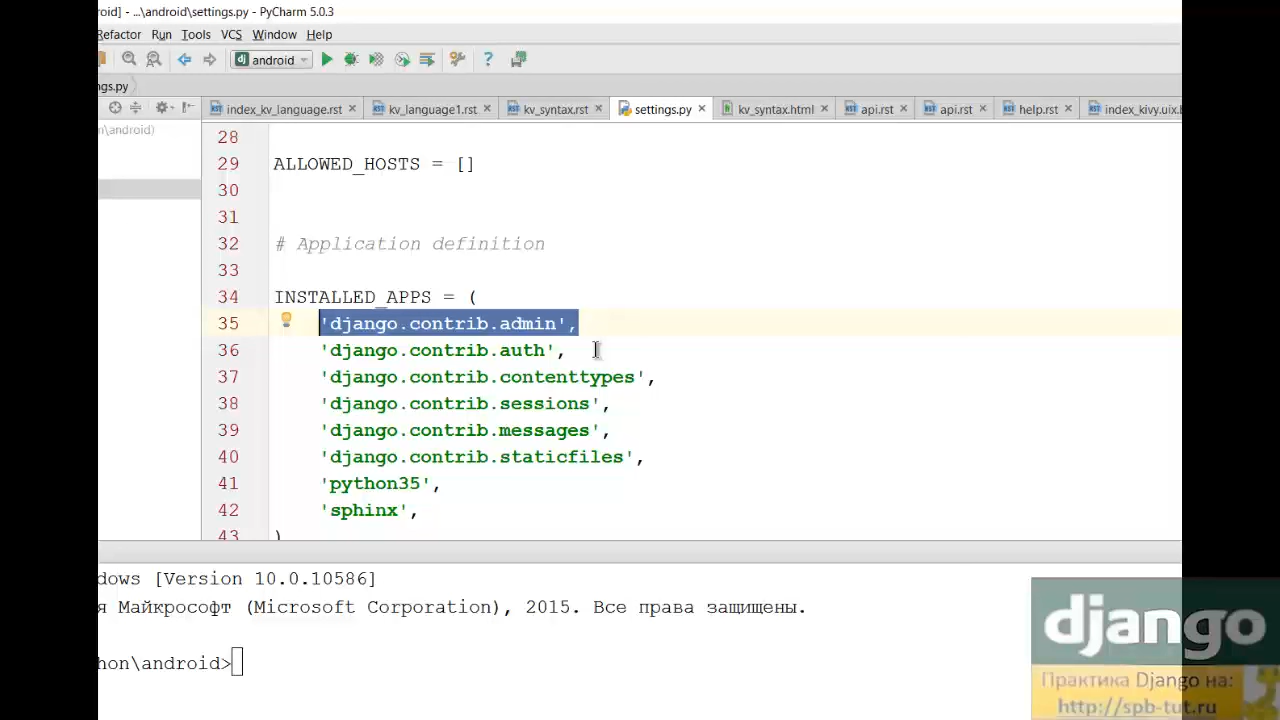 roid] - ...\android\settings.py - PyCharm 5.0.3
Refactor Run Tools VCS Window Help
android
ngs.py
index_kv_language.rst kv_language1.rst kv_syntax.rst settings.py kv_syntax.html api.rst api.rst help.rst index_kivy.uix.
n\android)
28
29 ALLOWED_HOSTS = []
30
31
32 # Application definition
33
34 INSTALLED_APPS = (
35 'django.contrib.admin',
36 'django.contrib.auth',
37 'django.contrib.contenttypes',
38 'django.contrib.sessions',
39 'django.contrib.messages',
40 'django.contrib.staticfiles',
41 'python35',
42 'sphinx',
43 )
dows [Version 10.0.10586]
я Майкрософт (Microsoft Corporation), 2015. Все права защищены.
hon\android>
django
Практика Django на:
http://spb-tut.ru